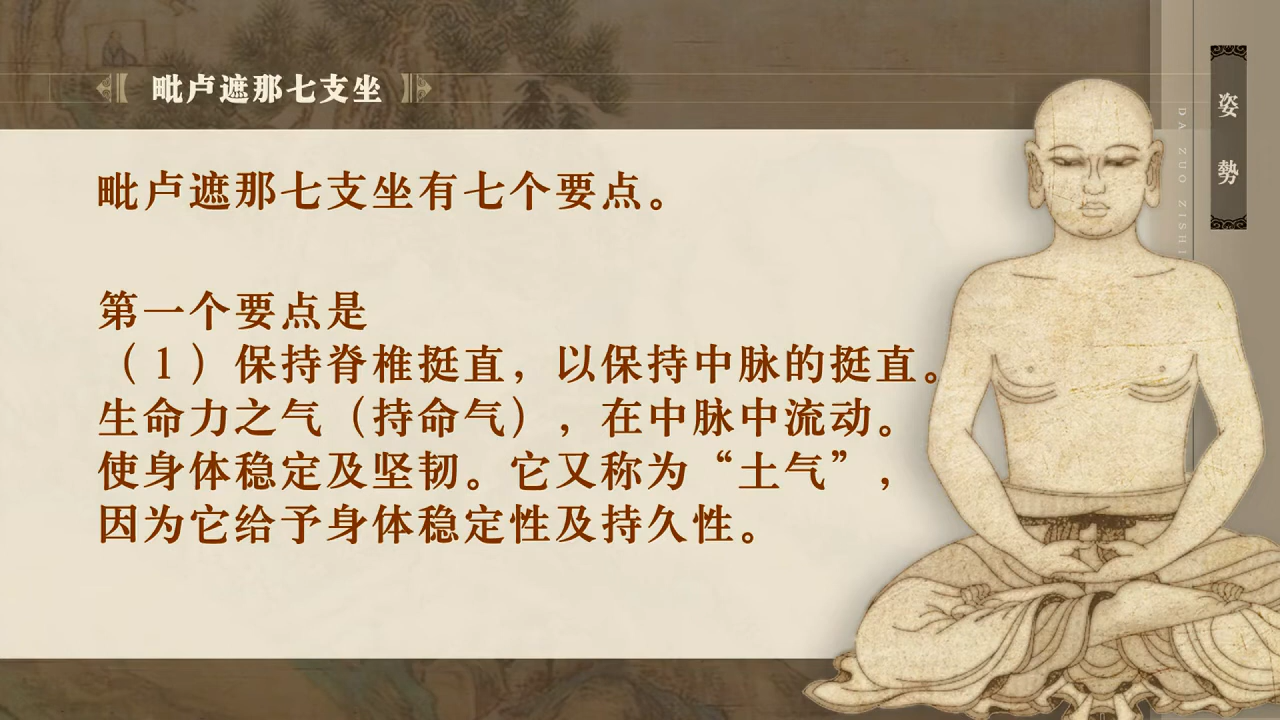 毗卢遮那七支坐
毗卢遮那七支坐有七个要点。
第一个要点是
（1）保持脊椎挺直，以保持中脉的挺直。
生命力之气（持命气），在中脉中流动。
使身体稳定及坚韧。它又称为“土气”，
因为它给予身体稳定性及持久性。
姿勢
DA ZUO ZISHI